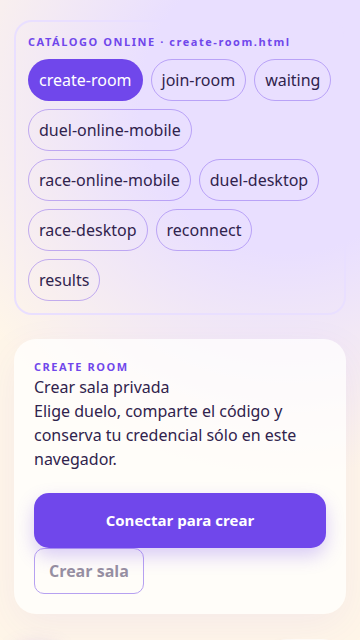 CATÁLOGO ONLINE · create-room.html
create-room join-room waiting
duel-online-mobile
race-online-mobile duel-desktop
race-desktop reconnect
results
CREATE ROOM
Crear sala privada
Elige duelo, comparte el código y
conserva tu credencial sólo en este
navegador.
Conectar para crear
Crear sala